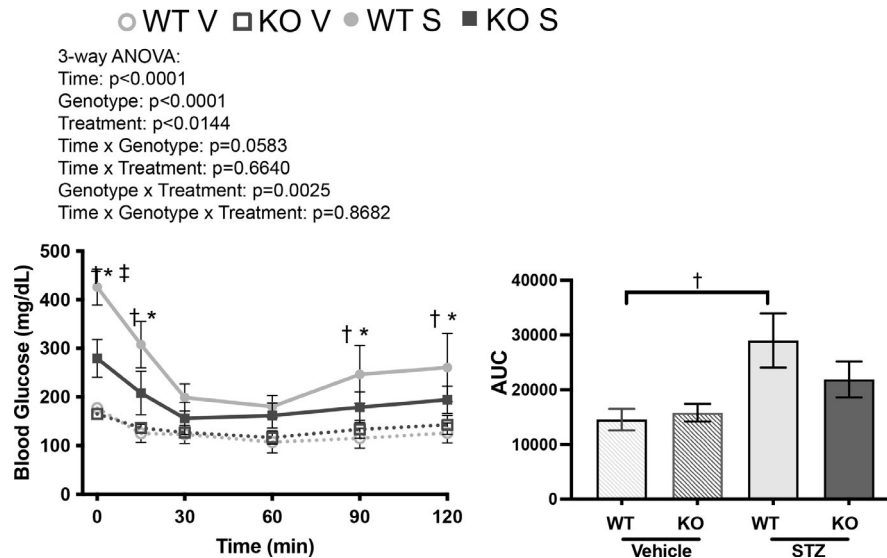 WT V KO V WT S KO S
3-way ANOVA:
Time: p<0.0001
Genotype: p<0.0001
Treatment: p<0.0144
Time x Genotype: p=0.0583
Time x Treatment: p=0.6640
Genotype x Treatment: p=0.0025
Time x Genotype x Treatment: p=0.8682
Blood Glucose (mg/dL)
500
400
300
200
100
0
†* ‡
† *
† *
† *
0 30 60 90 120
Time (min)
AUC
40000
30000
20000
10000
0
†
WT KO WT KO
Vehicle STZ